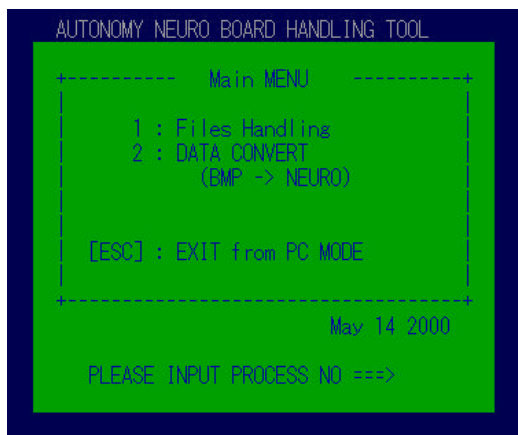 AUTONOMY NEURO BOARD HANDLING TOOL
+---------- Main MENU ----------+
1 : Files Handling
2 : DATA CONVERT
(BMP -> NEURO)
[ESC] : EXIT from PC MODE
+-----------------------------------+
May 14 2000
PLEASE INPUT PROCESS NO ===>